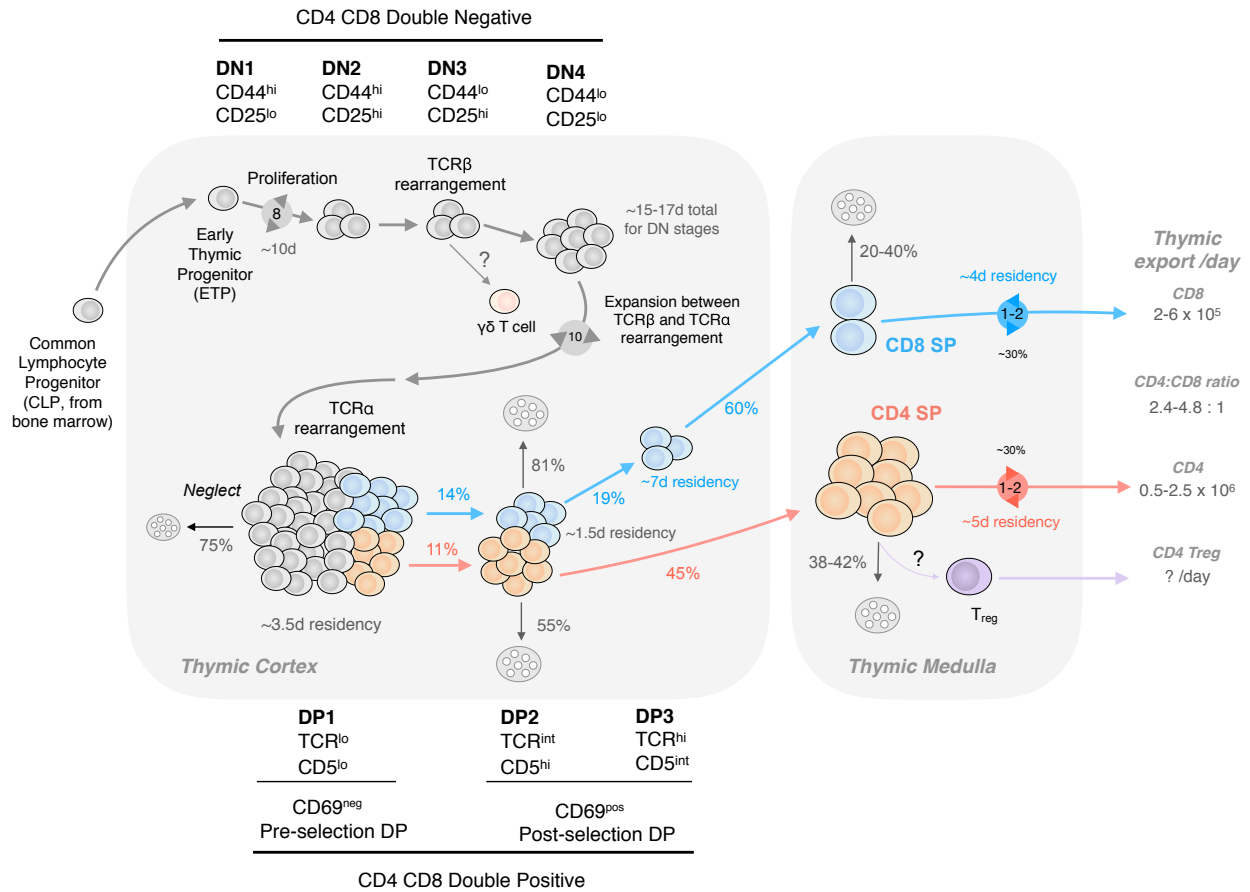 CD4 CD8 Double Negative
DN1
CD44hi
CD25lo
DN2
CD44hi
CD25hi
DN3
CD44lo
CD25hi
DN4
CD44lo
CD25lo
Proliferation
8
~10d
Early
Thymic
Progenitor
(ETP)
TCRβ
rearrangement
?
γδ T cell
~15-17d total
for DN stages
10
Expansion between
TCRβ and TCRα
rearrangement
Common
Lymphocyte
Progenitor
(CLP, from
bone marrow)
TCRα
rearrangement
Neglect
75%
~3.5d residency
14%
11%
81%
19%
~1.5d residency
55%
45%
~7d residency
60%
Thymic Cortex
20-40%
CD8 SP
~4d residency
1-2
~30%
CD4 SP
~30%
1-2
~5d residency
38-42%
?
Treg
Thymic Medulla
Thymic
export /day
CD8
2-6 x 10⁵
CD4:CD8 ratio
2.4-4.8 : 1
CD4
0.5-2.5 x 10⁶
CD4 Treg
? /day
DP1
TCRlo
CD5lo
DP2
TCRint
CD5hi
DP3
TCRhi
CD5int
CD69neg
Pre-selection DP
CD69pos
Post-selection DP
CD4 CD8 Double Positive